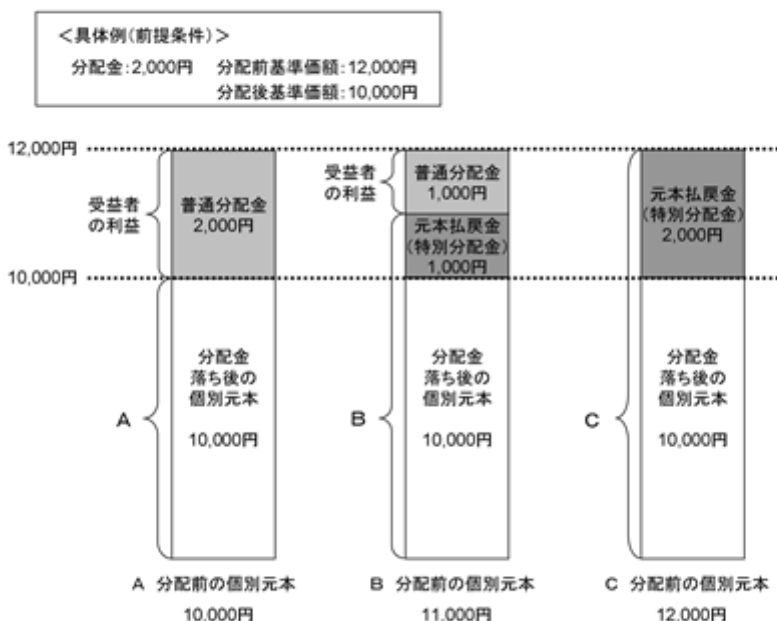 ＜具体例(前提条件)＞
分配金:2,000円　分配前基準価額:12,000円
分配後基準価額:10,000円
12,000円
10,000円
受益者
の利益
普通分配金
2,000円
A
分配金
落ち後の
個別元本
10,000円
受益者
の利益
普通分配金
1,000円
元本払戻金
(特別分配金)
1,000円
B
分配金
落ち後の
個別元本
10,000円
元本払戻金
(特別分配金)
2,000円
C
分配金
落ち後の
個別元本
10,000円
A 分配前の個別元本
10,000円
B 分配前の個別元本
11,000円
C 分配前の個別元本
12,000円